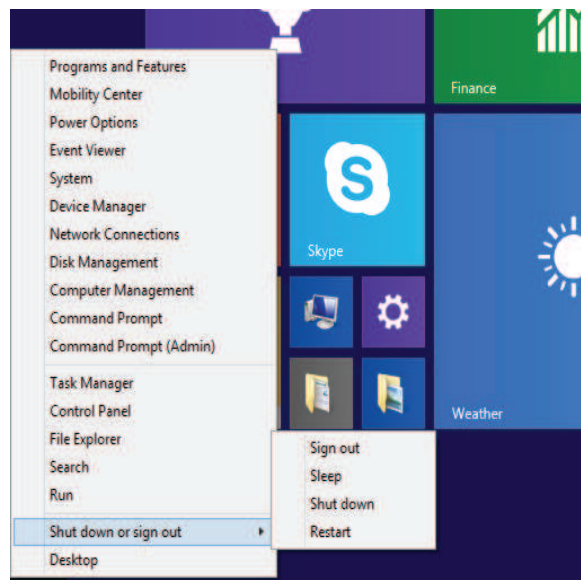 Programs and Features
Mobility Center
Power Options
Event Viewer
System
Device Manager
Network Connections
Disk Management
Computer Management
Command Prompt
Command Prompt (Admin)
Task Manager
Control Panel
File Explorer
Search
Run
Shut down or sign out
Desktop
Sign out
Sleep
Shut down
Restart
Finance
Skype
Weather